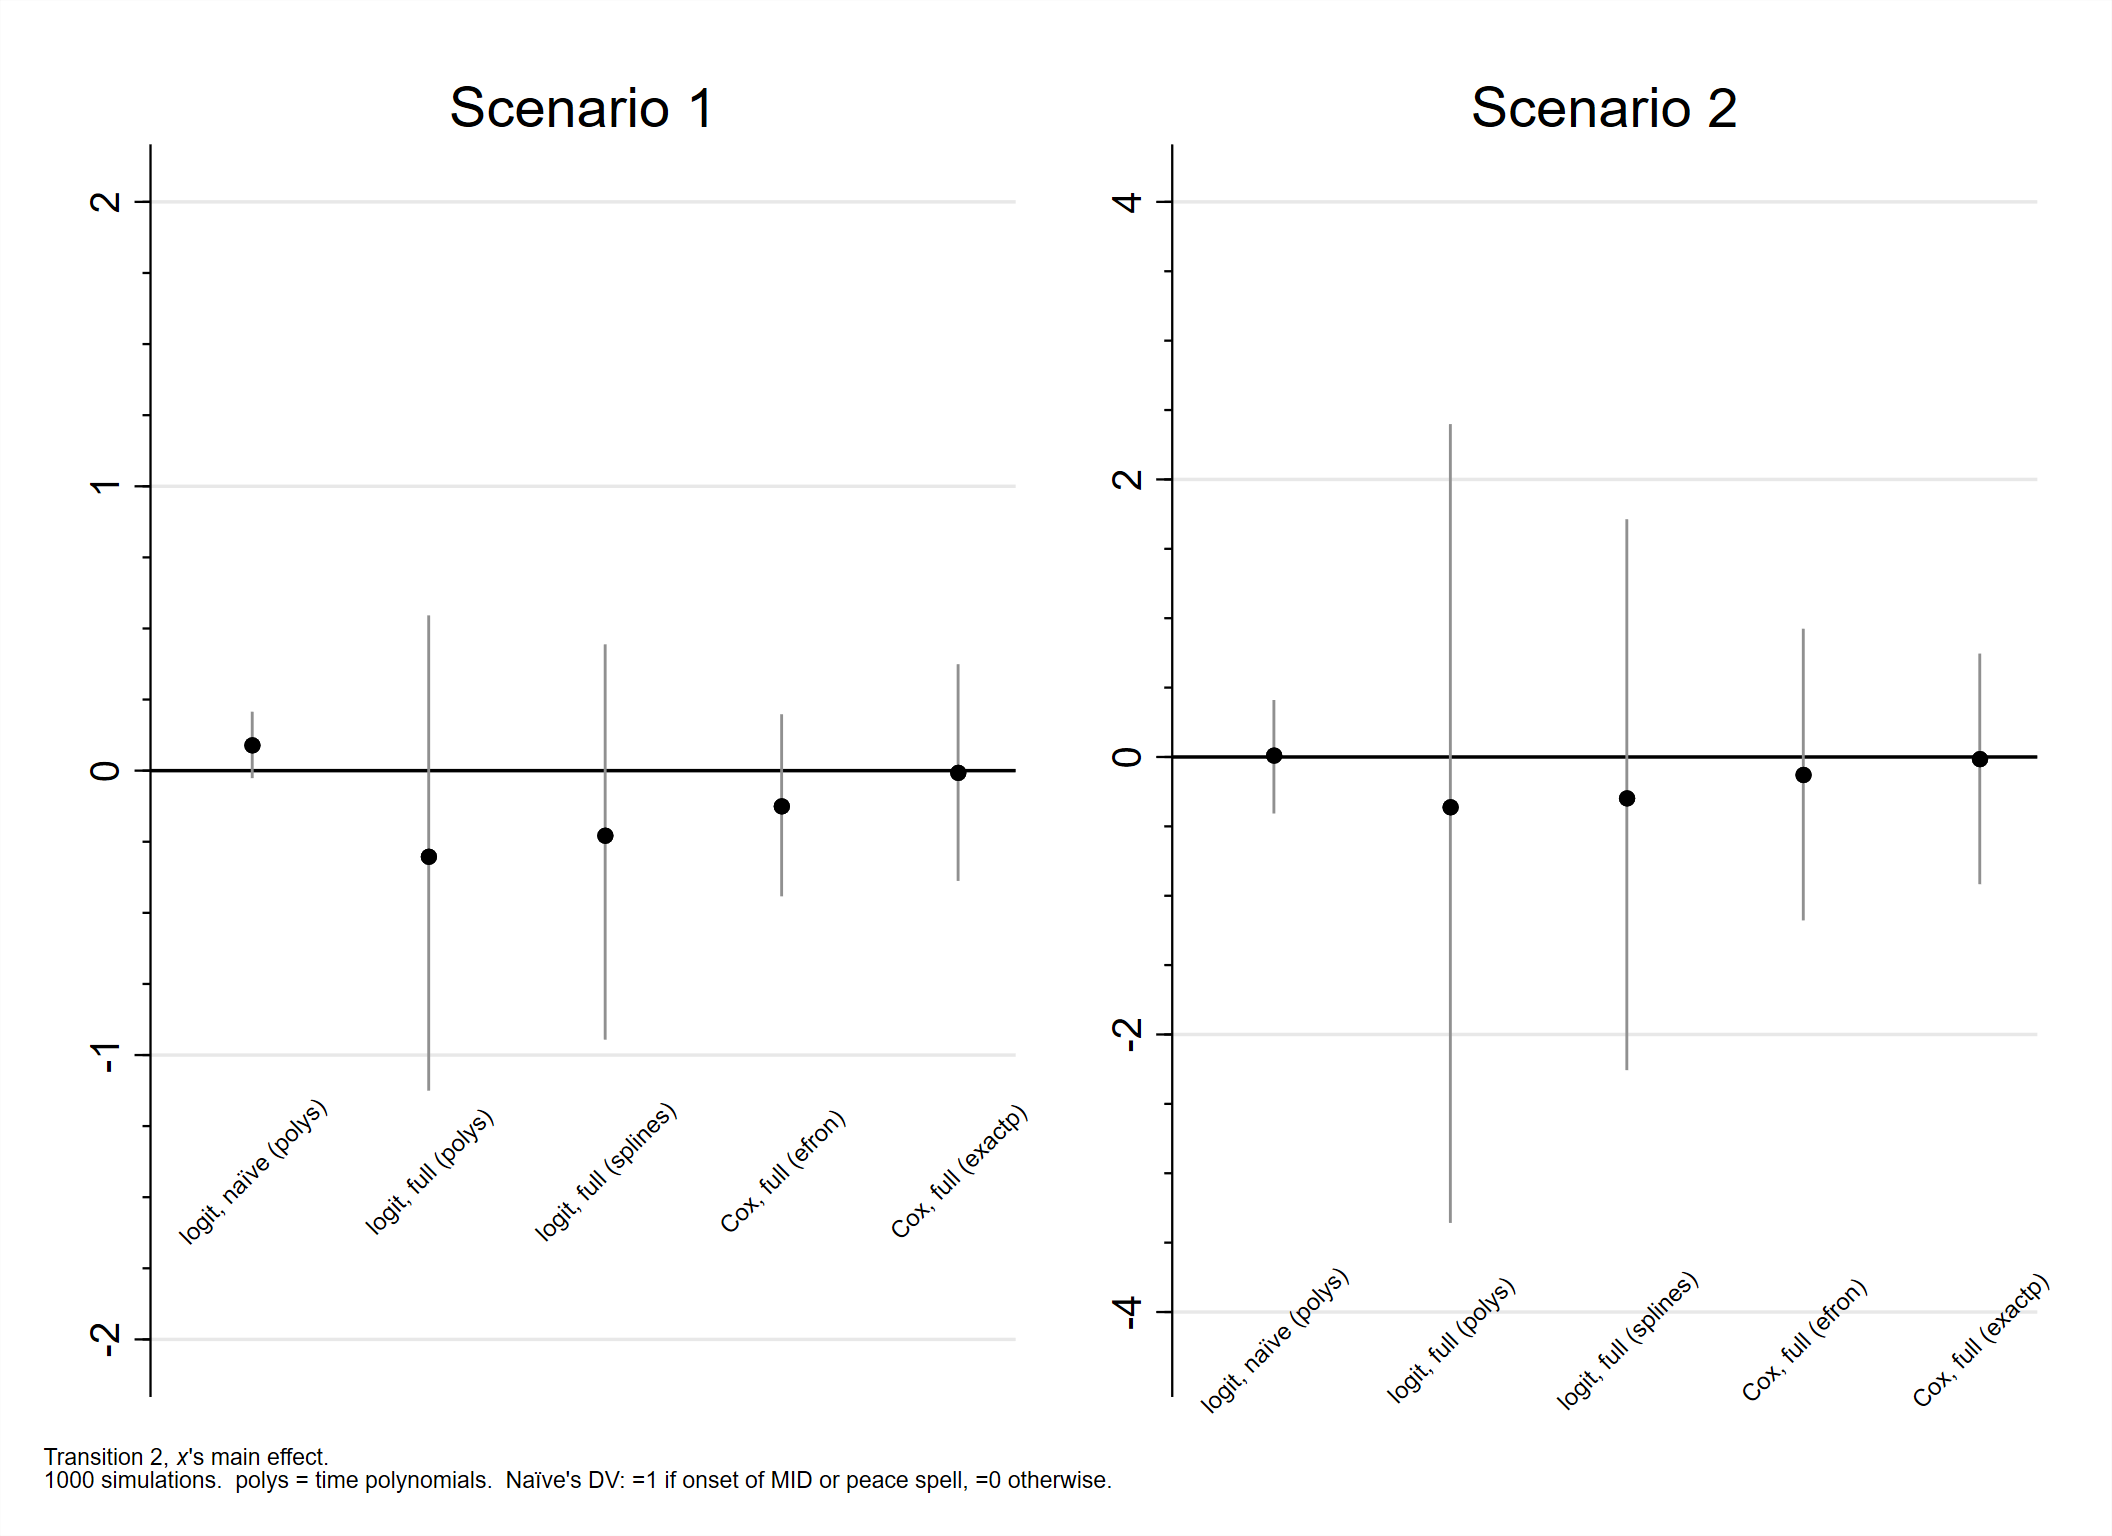 Scenario 1
2
1
0
-1
-2
logit, naïve (polys)
logit, full (polys)
logit, full (splines)
Cox, full (efron)
Cox, full (exactp)
Scenario 2
4
2
0
-2
-4
logit, naïve (polys)
logit, full (polys)
logit, full (splines)
Cox, full (efron)
Cox, full (exactp)
Transition 2, x's main effect.
1000 simulations.  polys = time polynomials.  Naïve's DV: =1 if onset of MID or peace spell, =0 otherwise.